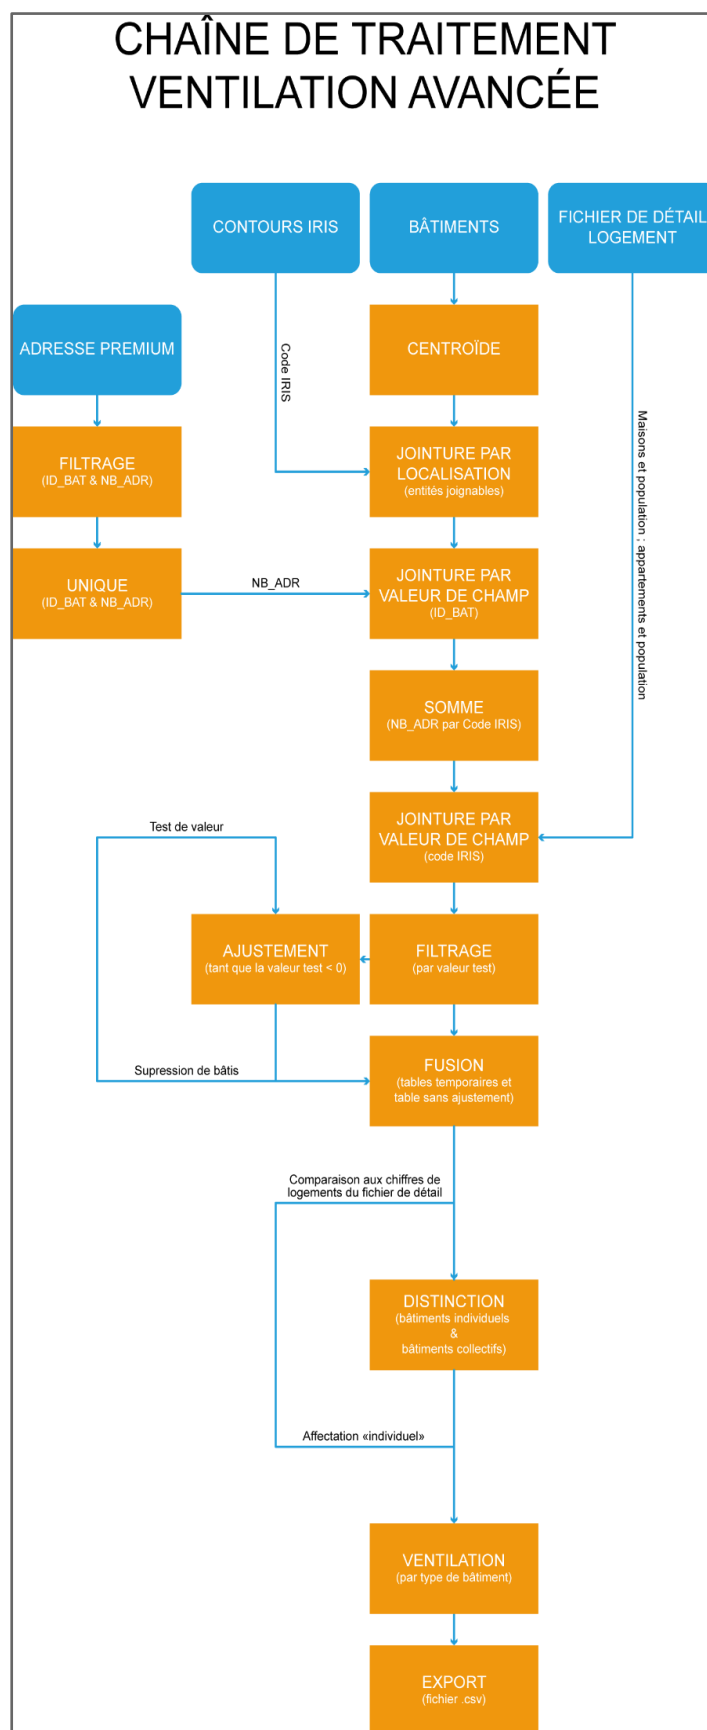 CHAÎNE DE TRAITEMENT
VENTILATION AVANCÉE
CONTOURS IRIS
BÂTIMENTS
FICHIER DE DÉTAIL
LOGEMENT
ADRESSE PREMIUM
Code IRIS
CENTROÏDE
Maisons et population ; appartements et population
FILTRAGE
(ID_BAT & NB_ADR)
JOINTURE PAR
LOCALISATION
(entités joignables)
UNIQUE
(ID_BAT & NB_ADR)
NB_ADR
JOINTURE PAR
VALEUR DE CHAMP
(ID_BAT)
SOMME
(NB_ADR par Code IRIS)
JOINTURE PAR
VALEUR DE CHAMP
(code IRIS)
Test de valeur
AJUSTEMENT
(tant que la valeur test < 0)
FILTRAGE
(par valeur test)
Supression de bâtis
FUSION
(tables temporaires et
table sans ajustement)
Comparaison aux chiffres de
logements du fichier de détail
DISTINCTION
(bâtiments individuels
&
bâtiments collectifs)
Affectation «individuel»
VENTILATION
(par type de bâtiment)
EXPORT
(fichier .csv)